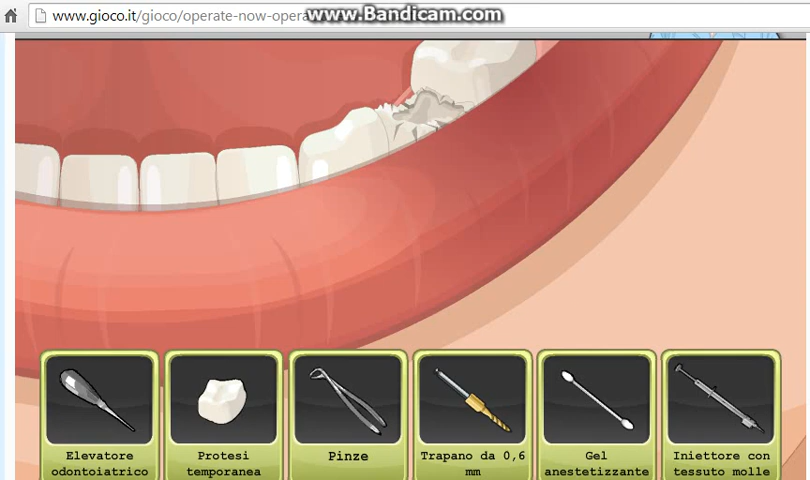 www.gioco.it/gioco/operate-now-opera
www.Bandicam.com
Elevatore
odontoiatrico
Protesi
temporanea
Pinze
Trapano da 0,6
mm
Gel
anestetizzante
Iniettore con
tessuto molle